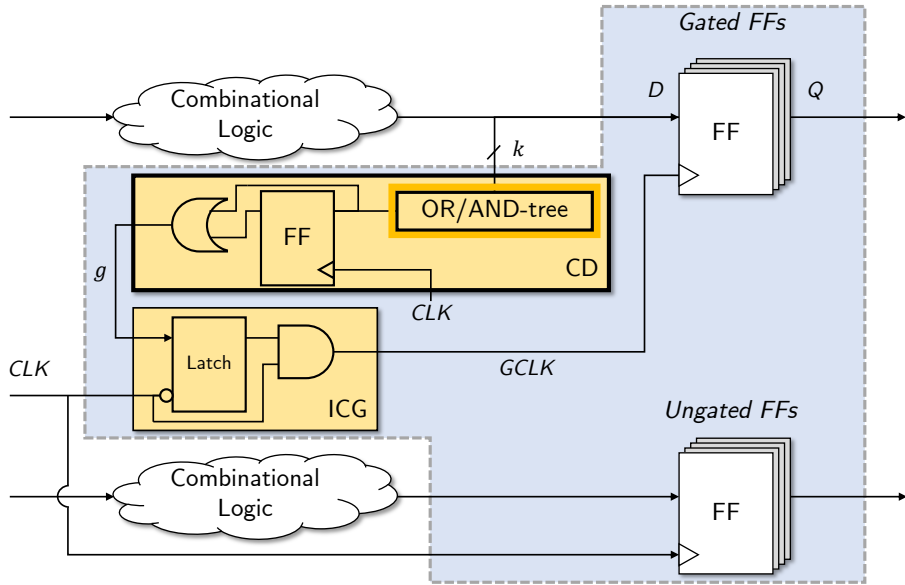 Gated FFs
Combinational
Logic
D
Q
FF
k
OR/AND-tree
FF
CD
g
CLK
Latch
ICG
CLK
GCLK
Ungated FFs
Combinational
Logic
FF